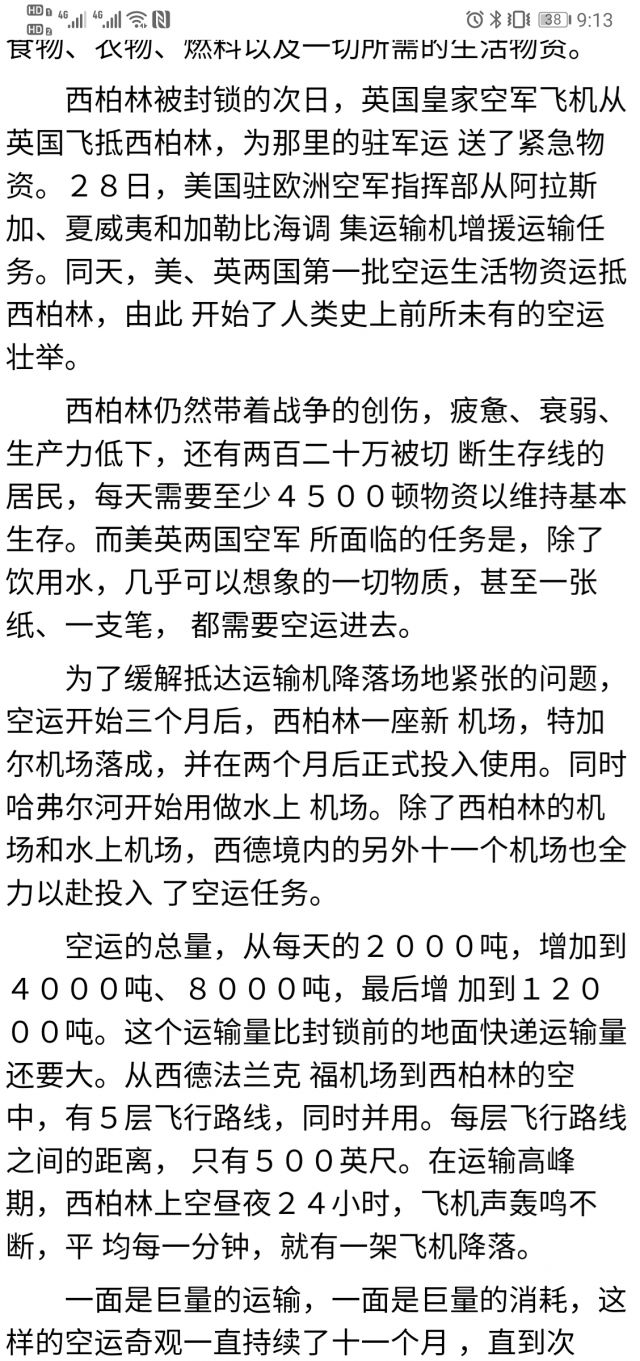 HD 1 4G 4G 38 9:13
HD 2
食物、衣物、燃料以及一切所需的生活物资。
西柏林被封锁的次日，英国皇家空军飞机从
英国飞抵西柏林，为那里的驻军运 送了紧急物
资。２８日，美国驻欧洲空军指挥部从阿拉斯
加、夏威夷和加勒比海调 集运输机增援运输任
务。同天，美、英两国第一批空运生活物资运抵
西柏林，由此 开始了人类史上前所未有的空运
壮举。
西柏林仍然带着战争的创伤，疲惫、衰弱、
生产力低下，还有两百二十万被切 断生存线的
居民，每天需要至少４５００顿物资以维持基本
生存。而美英两国空军 所面临的任务是，除了
饮用水，几乎可以想象的一切物质，甚至一张
纸、一支笔， 都需要空运进去。
为了缓解抵达运输机降落场地紧张的问题，
空运开始三个月后，西柏林一座新 机场，特加
尔机场落成，并在两个月后正式投入使用。同时
哈弗尔河开始用做水上 机场。除了西柏林的机
场和水上机场，西德境内的另外十一个机场也全
力以赴投入 了空运任务。
空运的总量，从每天的２０００吨，增加到
４０００吨、８０００吨，最后增 加到１２０
００吨。这个运输量比封锁前的地面快递运输量
还要大。从西德法兰克 福机场到西柏林的空
中，有５层飞行路线，同时并用。每层飞行路线
之间的距离， 只有５００英尺。在运输高峰
期，西柏林上空昼夜２４小时，飞机声轰鸣不
断，平 均每一分钟，就有一架飞机降落。
一面是巨量的运输，一面是巨量的消耗，这
样的空运奇观一直持续了十一个月 ，直到次